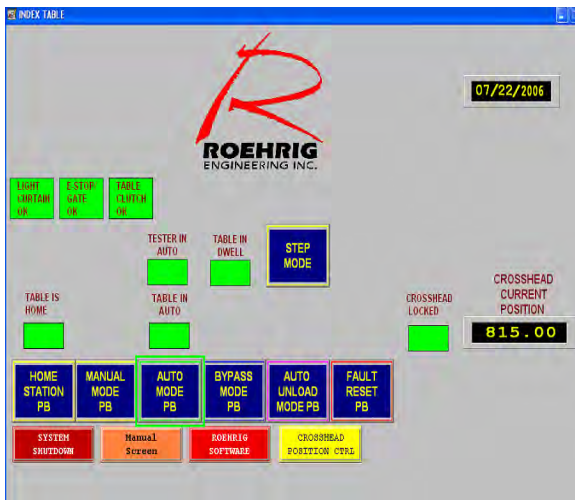 INDEX TABLE
ROEHRIG
ENGINEERING INC.
07/22/2006
LIGHT
CURTAIN
OK
E-STOP
GATE
OK
TABLE
CLUTCH
OK
TESTER IN
AUTO
TABLE IN
DWELL
STEP
MODE
TABLE IS
HOME
TABLE IN
AUTO
CROSSHEAD
LOCKED
CROSSHEAD
CURRENT
POSITION
815.00
HOME
STATION
PB
MANUAL
MODE
PB
AUTO
MODE
PB
BYPASS
MODE
PB
AUTO
UNLOAD
MODE PB
FAULT
RESET
PB
SYSTEM
SHUTDOWN
Manual
Screen
ROEHRIG
SOFTWARE
CROSSHEAD
POSITION CTRL